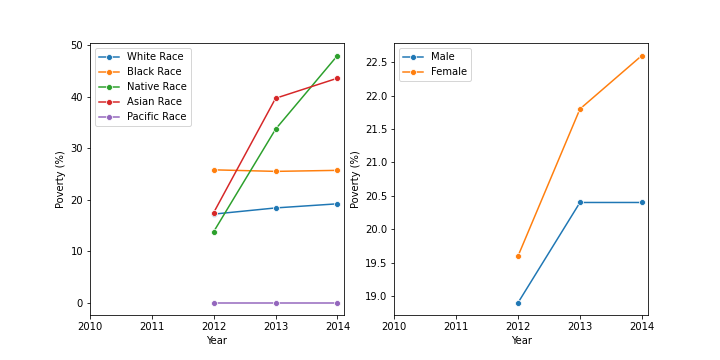 White Race
Black Race
Native Race
Asian Race
Pacific Race
50
40
30
20
10
0
Poverty (%)
2010 2011 2012 2013 2014
Year
Male
Female
22.5
22.0
21.5
21.0
20.5
20.0
19.5
19.0
Poverty (%)
2010 2011 2012 2013 2014
Year